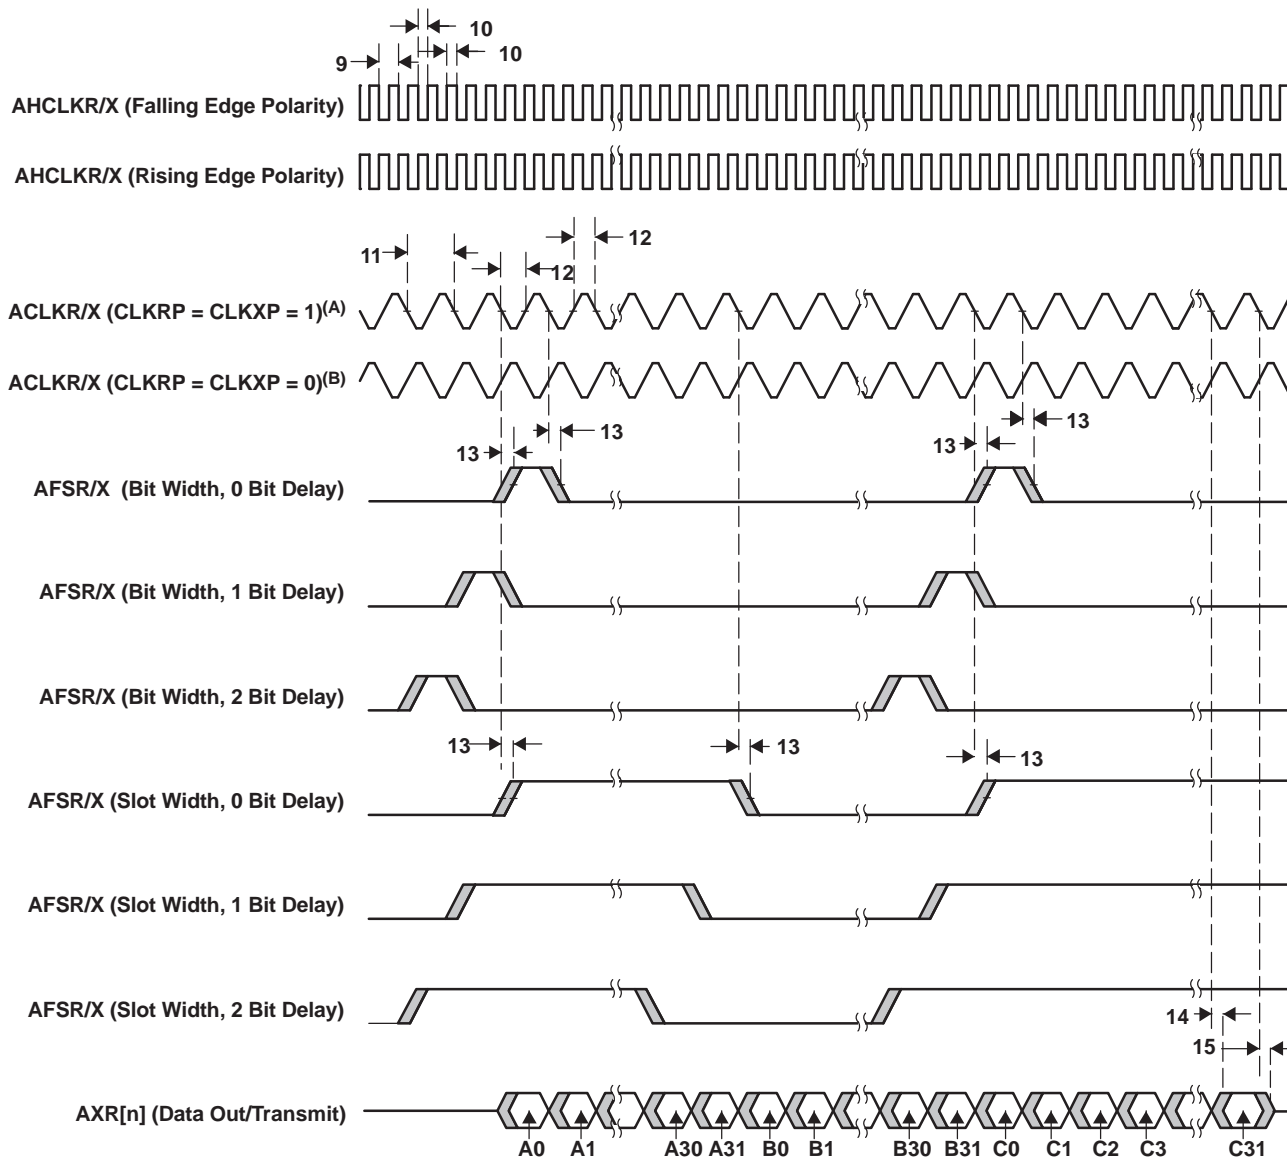 10
10
9
AHCLKR/X (Falling Edge Polarity)
AHCLKR/X (Rising Edge Polarity)
12
11
12
ACLKR/X (CLKRP = CLKXP = 1)(A)
ACLKR/X (CLKRP = CLKXP = 0)(B)
13
13
13
13
AFSR/X (Bit Width, 0 Bit Delay)
AFSR/X (Bit Width, 1 Bit Delay)
AFSR/X (Bit Width, 2 Bit Delay)
13
13
13
AFSR/X (Slot Width, 0 Bit Delay)
AFSR/X (Slot Width, 1 Bit Delay)
AFSR/X (Slot Width, 2 Bit Delay)
14
15
AXR[n] (Data Out/Transmit)
A0 A1 A30 A31 B0 B1 B30 B31 C0 C1 C2 C3 C31